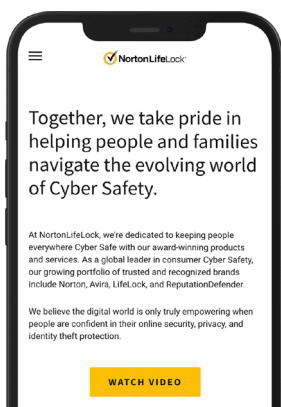 NortonLifeLock
Together, we take pride in
helping people and families
navigate the evolving world
of Cyber Safety.
At NortonLifeLock, we're dedicated to keeping people
everywhere Cyber Safe with our award-winning products
and services. As a global leader in consumer Cyber Safety,
our growing portfolio of trusted and recognized brands
include Norton, Avira, LifeLock, and ReputationDefender.
We believe the digital world is only truly empowering when
people are confident in their online security, privacy, and
identity theft protection.
WATCH VIDEO